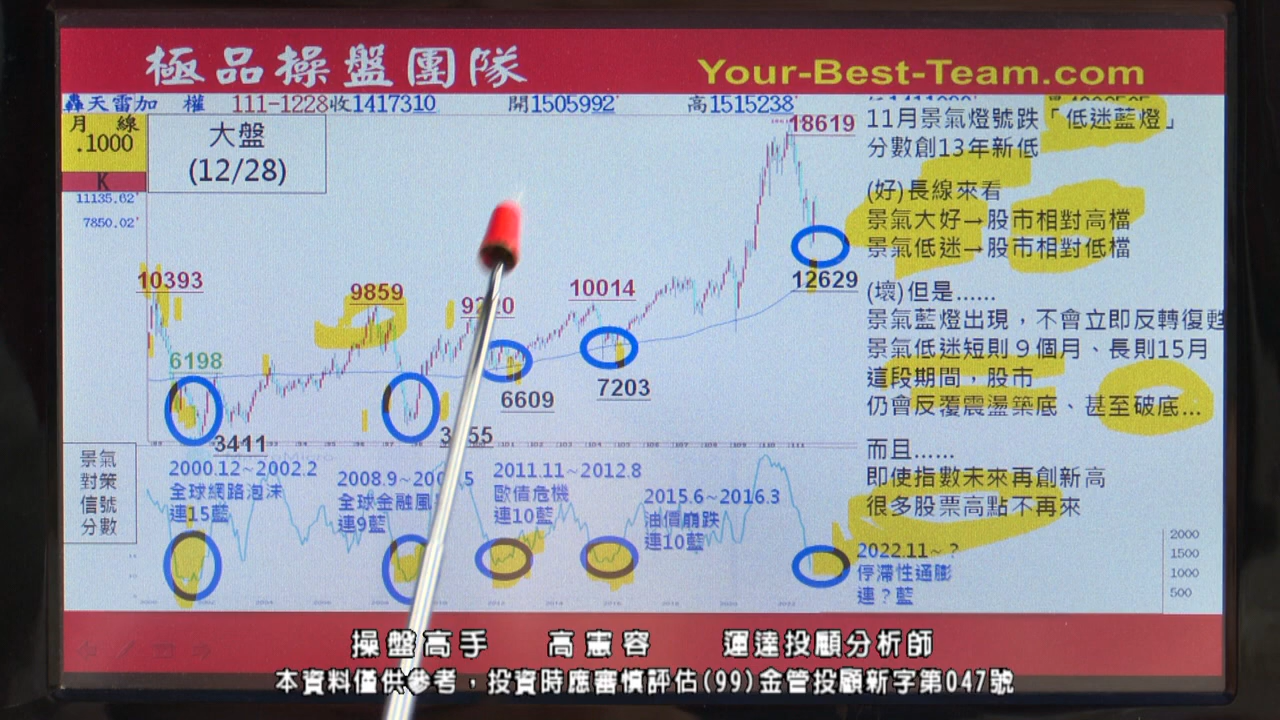 極品操盤團隊
Your-Best-Team.com
轟天雷加 權 111-1228收1417310 開1505992 高1515238
月 線
.1000
K
11135.62
7850.02
大盤
(12/28)
18619
12629
10393
6198
3411
9859
10014
6609
7203
11月景氣燈號跌「低迷藍燈」
分數創13年新低
(好)長線來看
景氣大好→股市相對高檔
景氣低迷→股市相對低檔
(壞)但是......
景氣藍燈出現，不會立即反轉復甦
景氣低迷短則9個月、長則15月
這段期間，股市
仍會反覆震盪築底、甚至破底...
而且......
即使指數未來再創新高
很多股票高點不再來
景氣
對策
信號
分數
2000.12~2002.2
全球網路泡沫
連15藍
2008.9~
全球金融風
連9藍
2011.11~2012.8
歐債危機
連10藍
2015.6~2016.3
油價崩跌
連10藍
2022.11~？
停滯性通膨
連？藍
2000
1500
1000
500
操盤高手 高憲容 運達投顧分析師
本資料僅供參考，投資時應審慎評估(99)金管投顧新字第047號